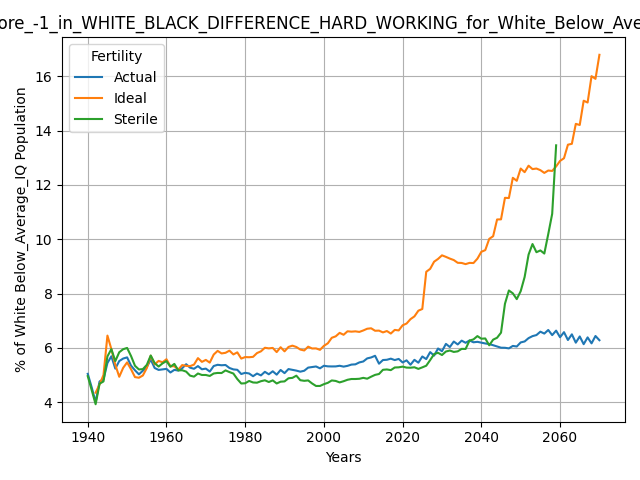 ore_-1_in_WHITE_BLACK_DIFFERENCE_HARD_WORKING_for_White_Below_Ave
Fertility
Actual
Ideal
Sterile
% of White Below_Average_IQ Population
16
14
12
10
8
6
4
1940 1960 1980 2000 2020 2040 2060
Years